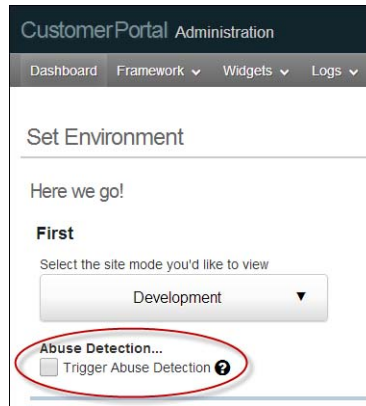 CustomerPortal Administration
Dashboard Framework Widgets Logs
Set Environment
Here we go!
First
Select the site mode you'd like to view
Development
Abuse Detection...
Trigger Abuse Detection ?